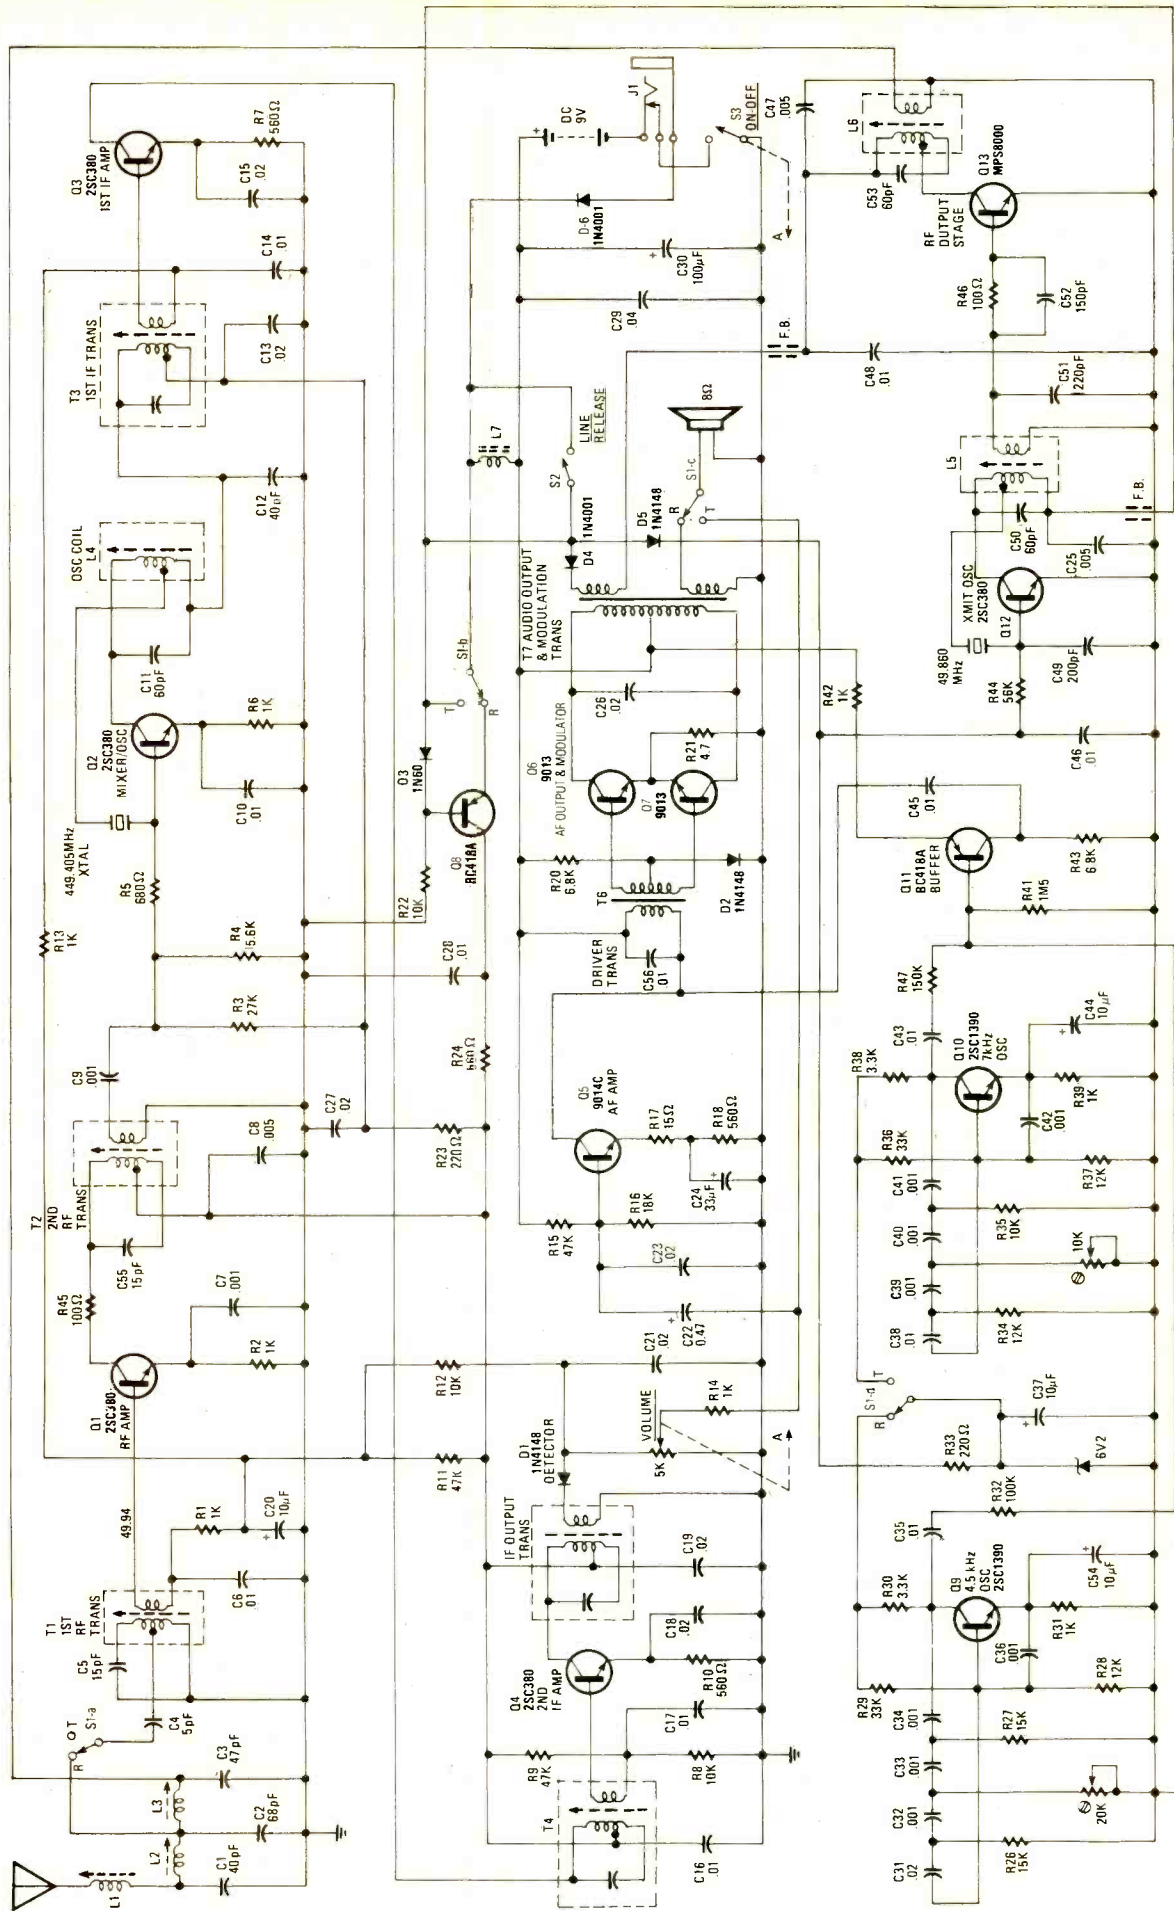 L1
L2
L3
C1
40pF
C2
68pF
C3
47pF
R
T
S1-a
C4
5pF
C5
15pF
T1
1ST
RF
TRANS
C6
.01
R1
1K
C20
10µF
+
49.94
Q1
2SC380
RF AMP
R2
1K
C7
.001
R45
100Ω
C55
15pF
T2
2ND
RF
TRANS
C8
.005
C9
.001
C27
.02
R3
27K
R4
5.6K
R5
680Ω
R13
1K
449.405MHz
XTAL
Q2
2SC380
MIXER/OSC
C10
.01
R6
1K
C11
60pF
OSC COIL
L4
C12
40pF
T3
1ST IF TRANS
C13
.02
C14
.01
Q3
2SC380
1ST IF AMP
C15
.02
R7
560Ω
R11
47K
R12
10K
R23
220Ω
R24
660Ω
C28
.01
R22
10K
Q8
BC418A
D3
1N60
T
R
S1-b
L7
T4
C16
.01
R9
47K
R8
10K
C17
.01
Q4
2SC380
2ND
IF AMP
R10
560Ω
C18
.02
IF OUTPUT
TRANS
C19
.02
D1
1N4148
DETECTOR
VOLUME
5K
A
R14
1K
C21
.02
C22
0.47
+
C23
.02
R15
47K
R16
18K
Q5
9014C
AF AMP
C24
33µF
+
R17
15Ω
R18
560Ω
DRIVER
TRANS
C56
.01
T6
R20
6.8K
D2
1N4148
Q6
9013
AF OUTPUT & MODULATOR
Q7
9013
R21
4.7
C26
.02
T7 AUDIO OUTPUT
& MODULATION
TRANS
D4
1N4001
D5
1N4148
S2
LINE
RELEASE
R
T
S1-c
8Ω
C29
.04
C30
100µF
+
D-6
1N4001
+
DC
9V
J1
S3
ON-OFF
A
F.B.
C31
.02
R26
15K
C32
.001
20K
C33
.001
R27
15K
C34
.001
R29
33K
R28
12K
C36
.001
Q9
4.5 kHz
OSC
2SC1390
R30
3.3K
R31
1K
C54
10µF
+
C35
.01
R32
100K
6V2
R33
220Ω
C37
10µF
+
S1-d
R
T
C38
.01
R34
12K
C39
.001
10K
C40
.001
R35
10K
C41
.001
R36
33K
R37
12K
C42
.001
Q10
2SC1390
7kHz
OSC
R38
3.3K
R39
1K
C44
10µF
+
C43
.01
R47
150K
R41
1M5
Q11
BC418A
BUFFER
R43
6.8K
C45
.01
R42
1K
C46
.01
R44
56K
C49
200pF
49.860
MHz
XMIT OSC
2SC380
Q12
C25
.005
C50
60pF
F.B.
L5
C51
220pF
C48
.01
R46
100Ω
C52
150pF
RF
OUTPUT
STAGE
Q13
MPS8000
C53
60pF
L6
C47
.005